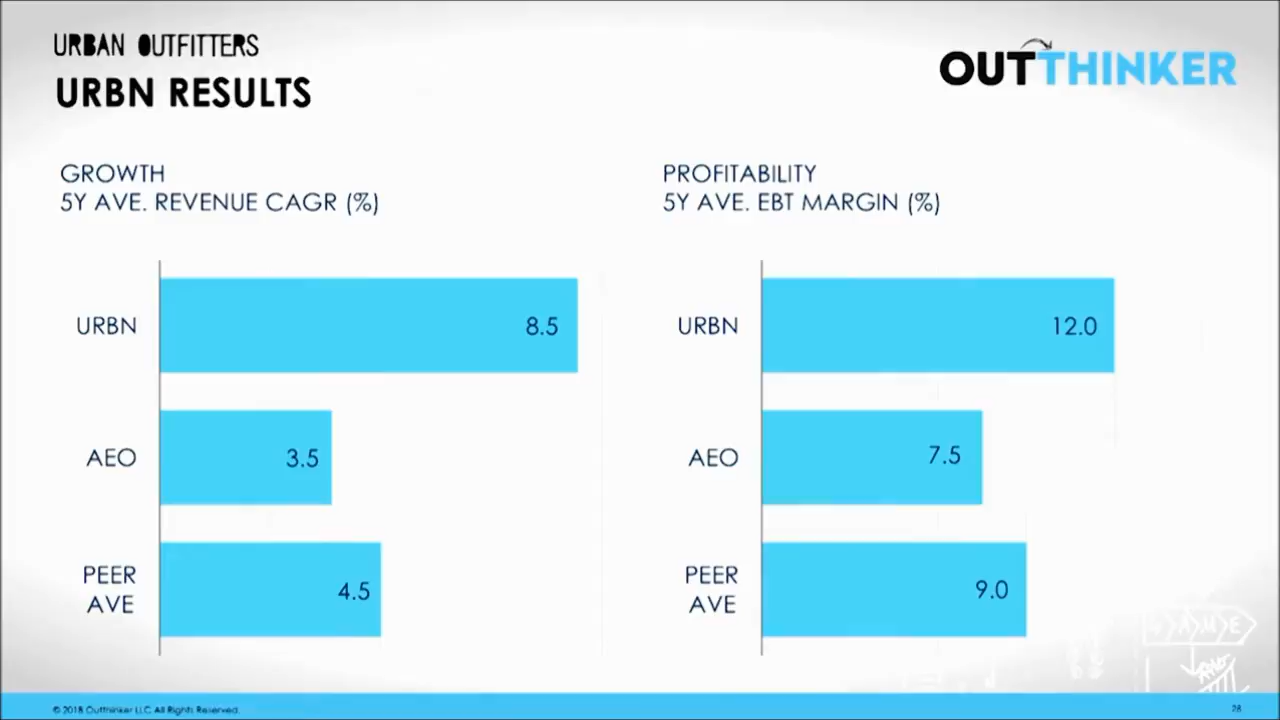 URBAN OUTFITTERS
URBN RESULTS
OUTTHINKER
GROWTH
5Y AVE. REVENUE CAGR (%)
URBN
8.5
AEO
3.5
PEER
AVE
4.5
PROFITABILITY
5Y AVE. EBT MARGIN (%)
URBN
12.0
AEO
7.5
PEER
AVE
9.0
© 2018 Outthinker LLC All Rights Reserved.
28